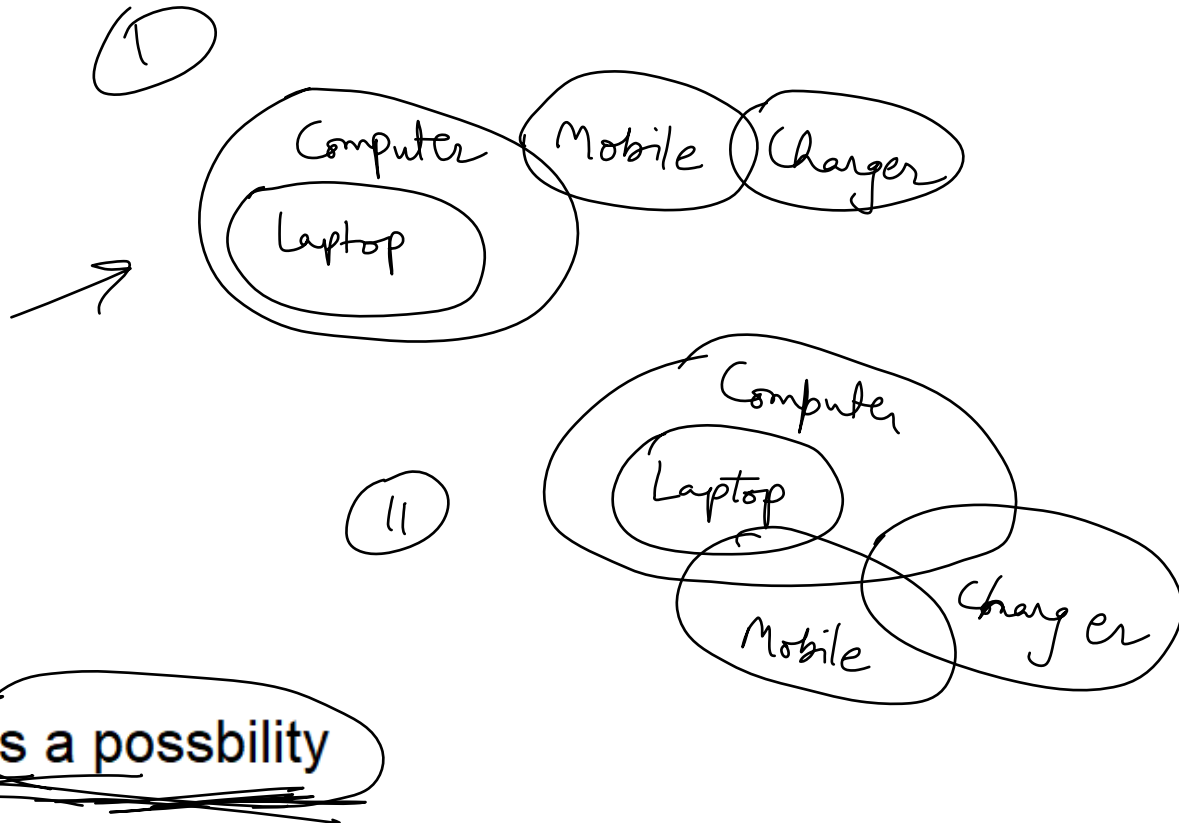 I
Computer Mobile Charger
Laptop
Computer
Laptop
II
Charger
Mobile
s a possbility